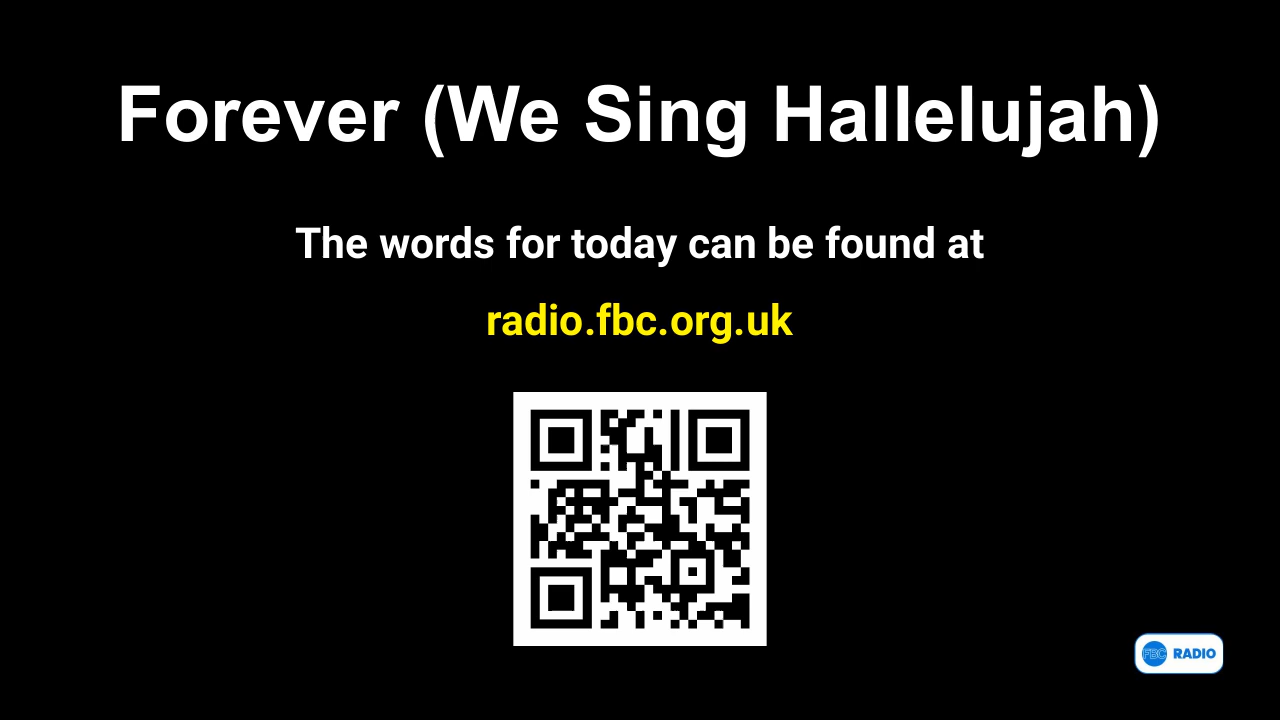 Forever (We Sing Hallelujah)
The words for today can be found at
radio.fbc.org.uk
FBC RADIO